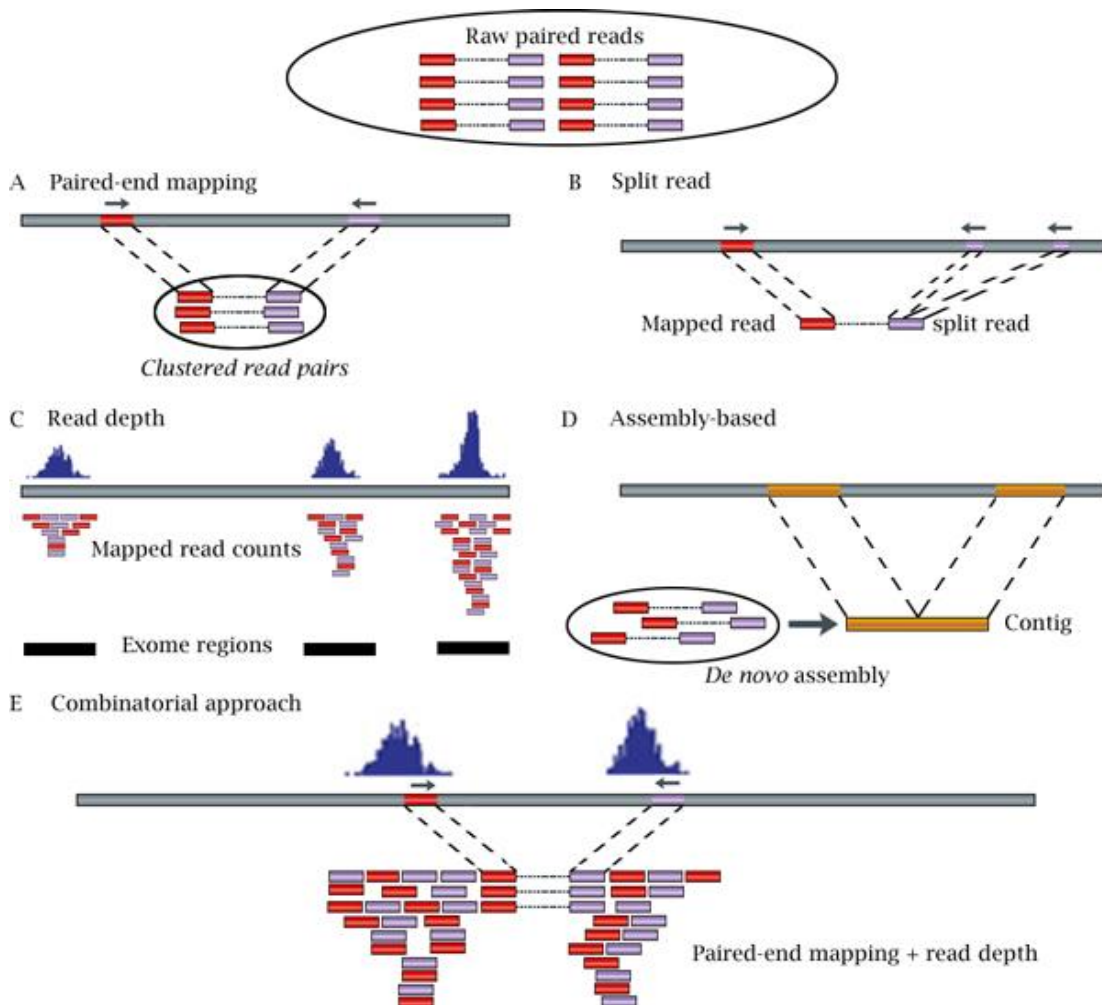 Raw paired reads
A Paired-end mapping
Clustered read pairs
B Split read
Mapped read
split read
C Read depth
Mapped read counts
Exome regions
D Assembly-based
Contig
De novo assembly
E Combinatorial approach
Paired-end mapping + read depth